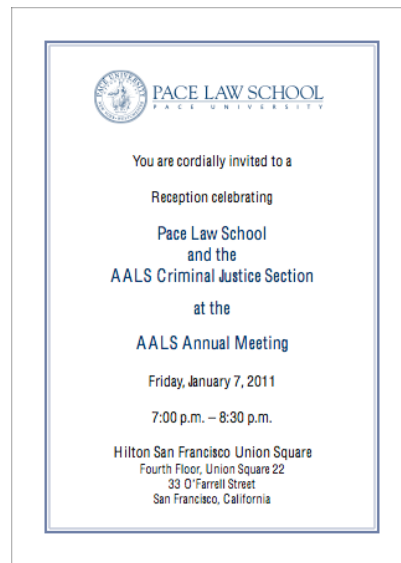 PACE LAW SCHOOL
PACE UNIVERSITY
You are cordially invited to a
Reception celebrating
Pace Law School
and the
AALS Criminal Justice Section
at the
AALS Annual Meeting
Friday, January 7, 2011
7:00 p.m. – 8:30 p.m.
Hilton San Francisco Union Square
Fourth Floor, Union Square 22
33 O'Farrell Street
San Francisco, California